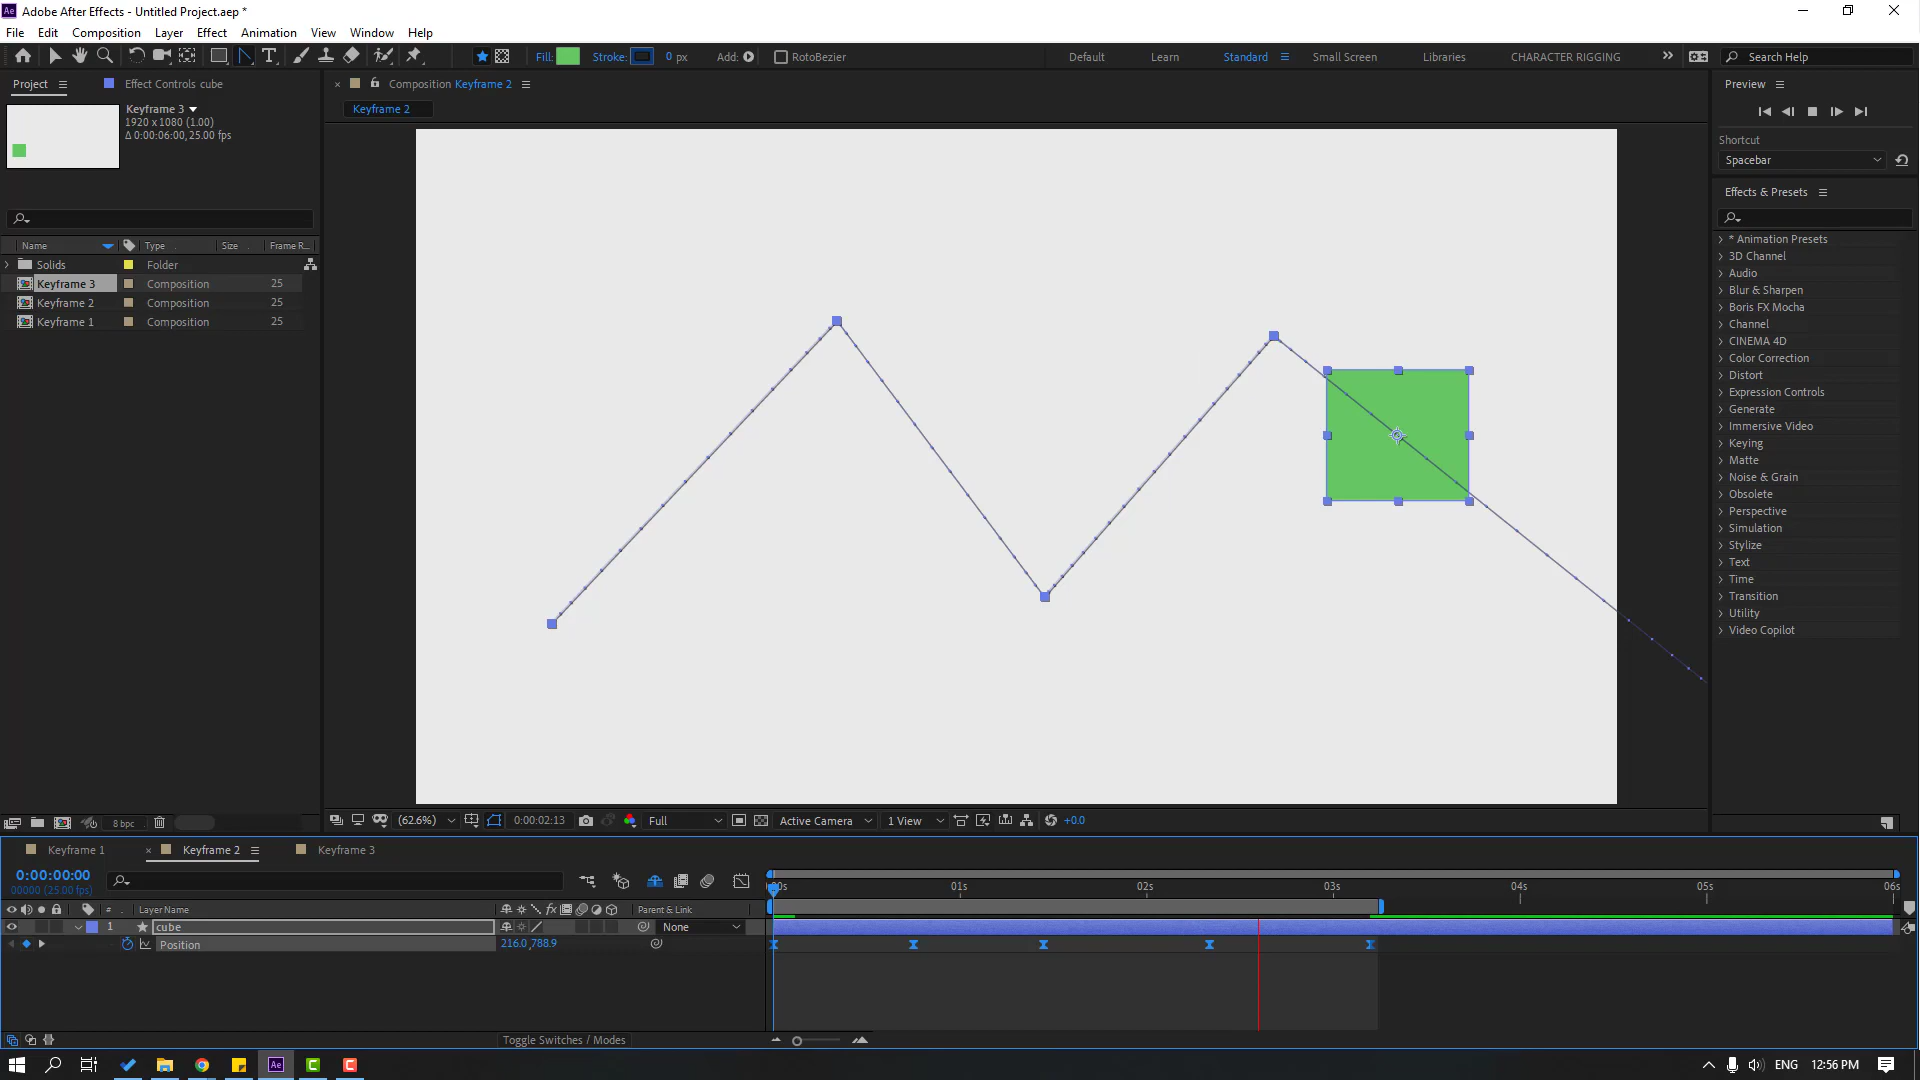 Ae Adobe After Effects - Untitled Project.aep *
File Edit Composition Layer Effect Animation View Window Help
Fill: Stroke: 0 px Add: RotoBezier Default Learn Standard Small Screen Libraries CHARACTER RIGGING Search Help
Project Effect Controls cube
Keyframe 3
1920 x 1080 (1.00)
Δ 0:00:06:00, 25.00 fps
Name Type Size Frame R...
Solids Folder
Keyframe 3 Composition 25
Keyframe 2 Composition 25
Keyframe 1 Composition 25
8 bpc
Composition Keyframe 2
Keyframe 2
(62.6%) 0:00:02:13 Full Active Camera 1 View +0.0
Preview
Shortcut
Spacebar
Effects & Presets
* Animation Presets
3D Channel
Audio
Blur & Sharpen
Boris FX Mocha
Channel
CINEMA 4D
Color Correction
Distort
Expression Controls
Generate
Immersive Video
Keying
Matte
Noise & Grain
Obsolete
Perspective
Simulation
Stylize
Text
Time
Transition
Utility
Video Copilot
Keyframe 1 Keyframe 2 Keyframe 3
0:00:00:00
00000 (25.00 fps)
:00s 01s 02s 03s 04s 05s 06s
# Layer Name fx Parent & Link
1 cube None
Position 216.0,788.9
Toggle Switches / Modes
Ae ENG 12:56 PM